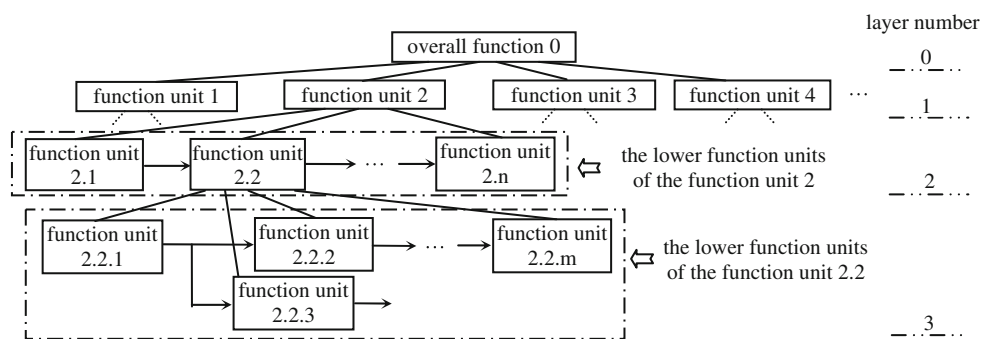 layer number
overall function 0
0
function unit 1
function unit 2
function unit 3
function unit 4
...
1
function unit
2.1
function unit
2.2
...
function unit
2.n
the lower function units
of the function unit 2
2
function unit
2.2.1
function unit
2.2.2
...
function unit
2.2.m
the lower function units
of the function unit 2.2
function unit
2.2.3
3